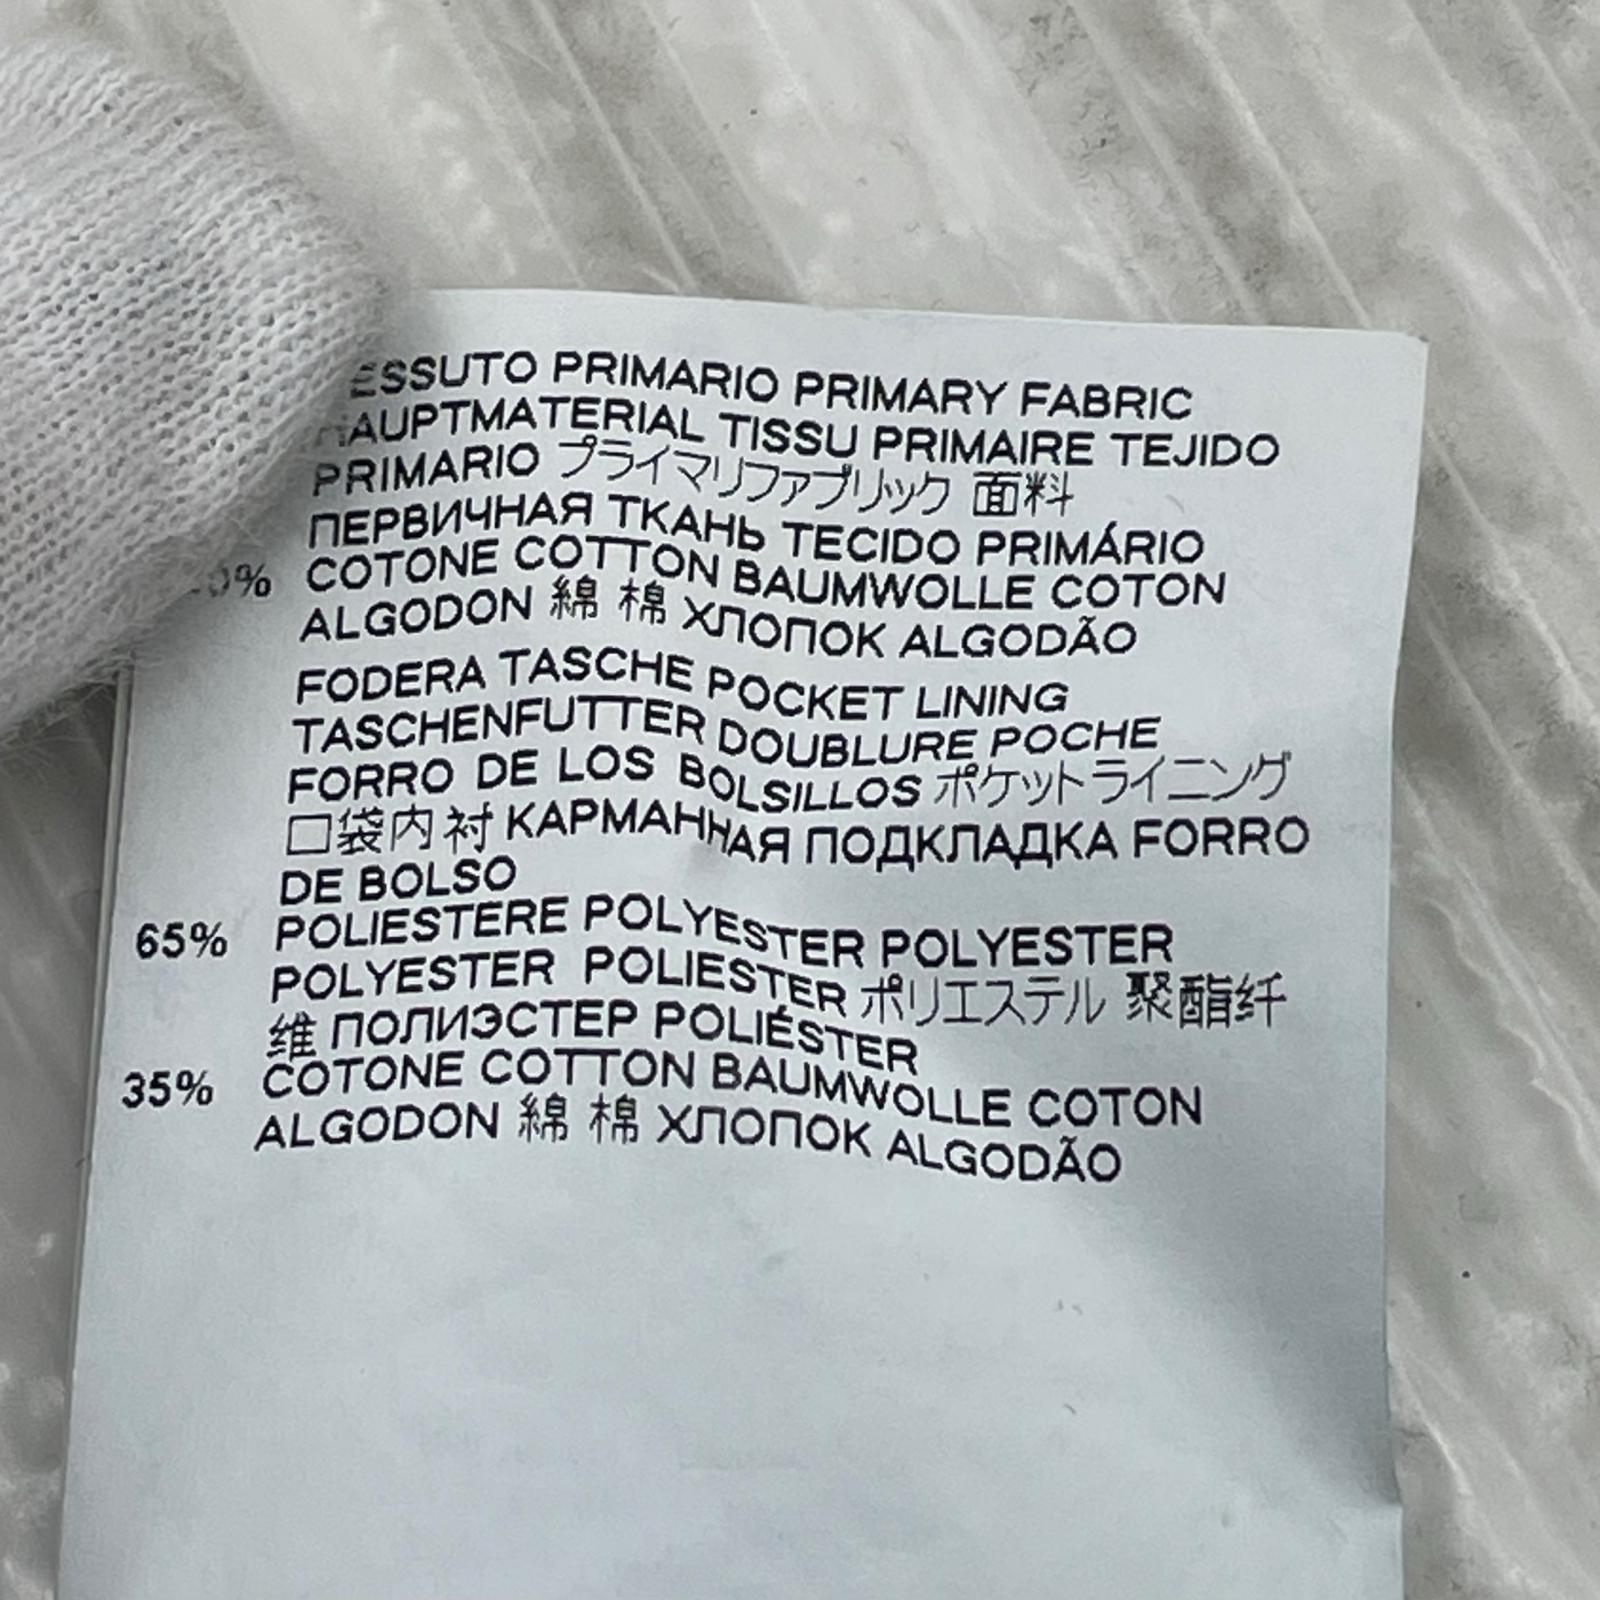 ESSUTO PRIMARIO PRIMARY FABRIC
HAUPTMATERIAL TISSU PRIMAIRE TEJIDO
PRIMARIO プライマリファブリック 面料
ПЕРВИЧНАЯ ТКАНЬ TECIDO PRIMÁRIO
0% COTONE COTTON BAUMWOLLE COTON
ALGODON 綿 棉 ХЛОПОК ALGODÃO
FODERA TASCHE POCKET LINING
TASCHENFUTTER DOUBLURE POCHE
FORRO DE LOS BOLSILLOS ポケットライニング
口袋内衬 КАРМАННАЯ ПОДКЛАДКА FORRO
DE BOLSO
65% POLIESTERE POLYESTER POLYESTER
POLYESTER POLIESTER ポリエステル 聚酯纤
维 ПОЛИЭСТЕР POLIÉSTER
35% COTONE COTTON BAUMWOLLE COTON
ALGODON 綿 棉 ХЛОПОК ALGODÃO